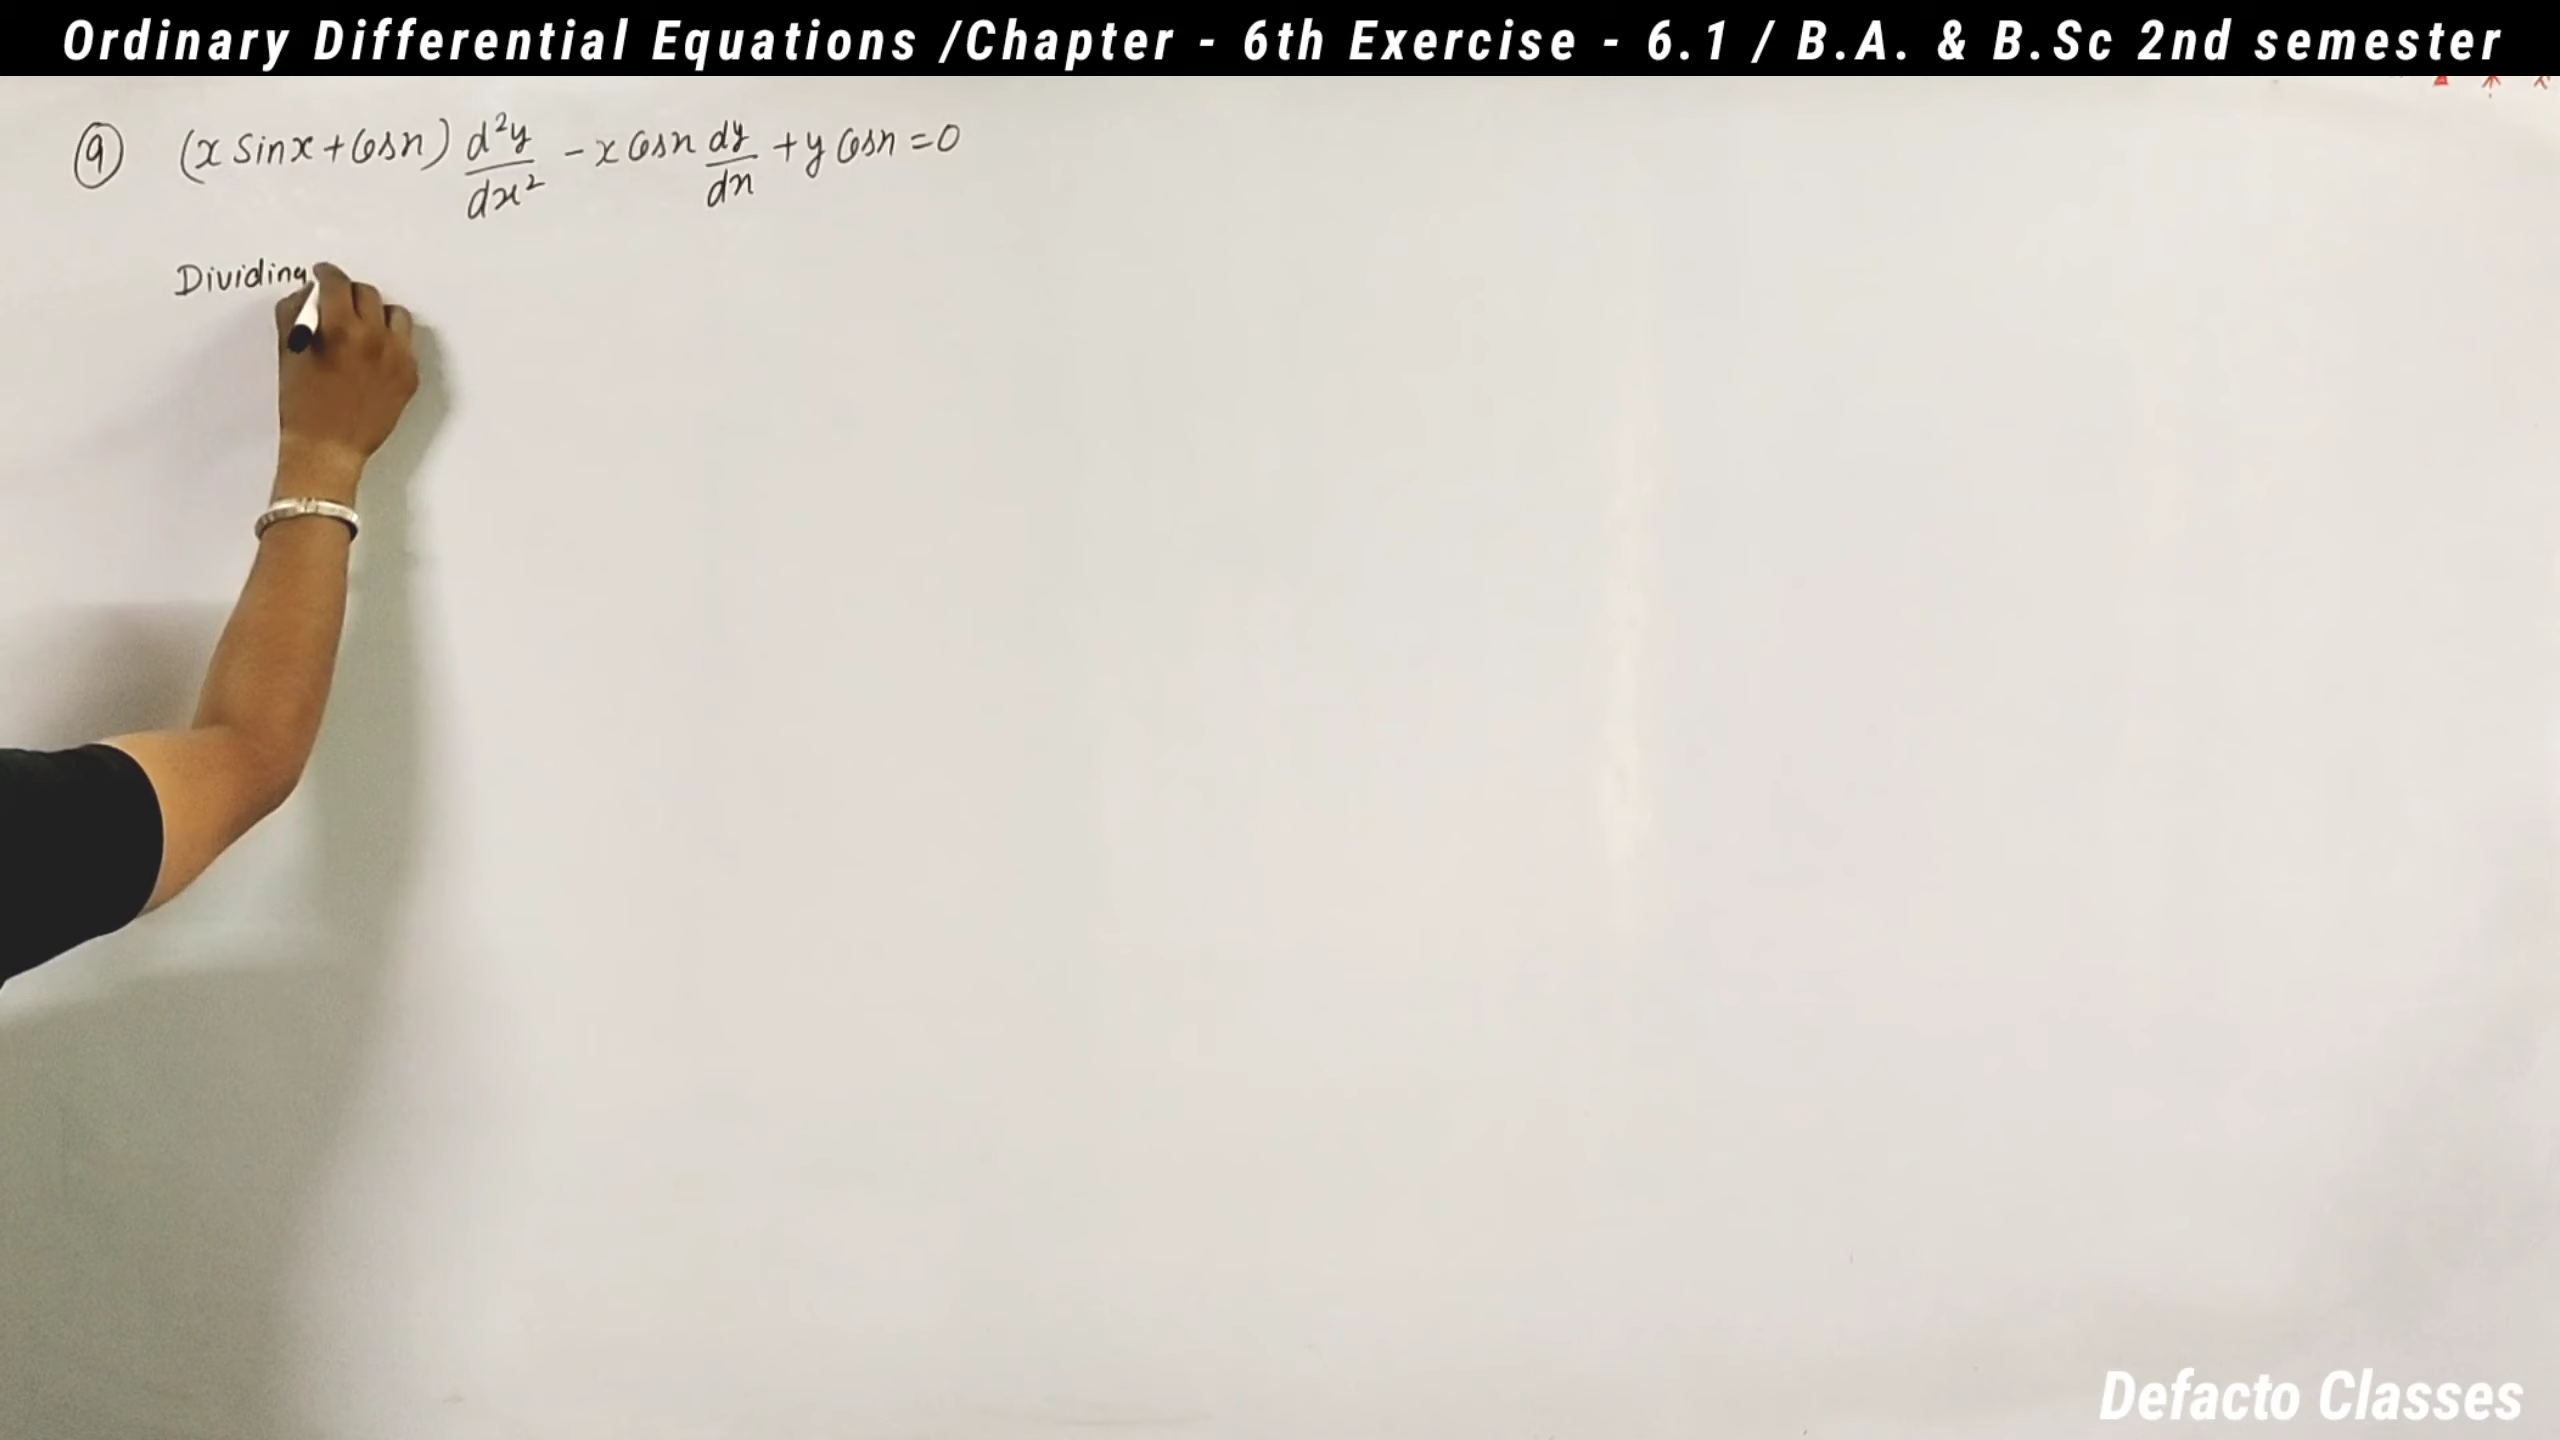 Ordinary Differential Equations /Chapter - 6th Exercise - 6.1 / B.A. & B.Sc 2nd semester
⑨ (x Sinx + Cosx) d²y/dx² - x Cosx dy/dx + y Cosx = 0
Dividing
Defacto Classes